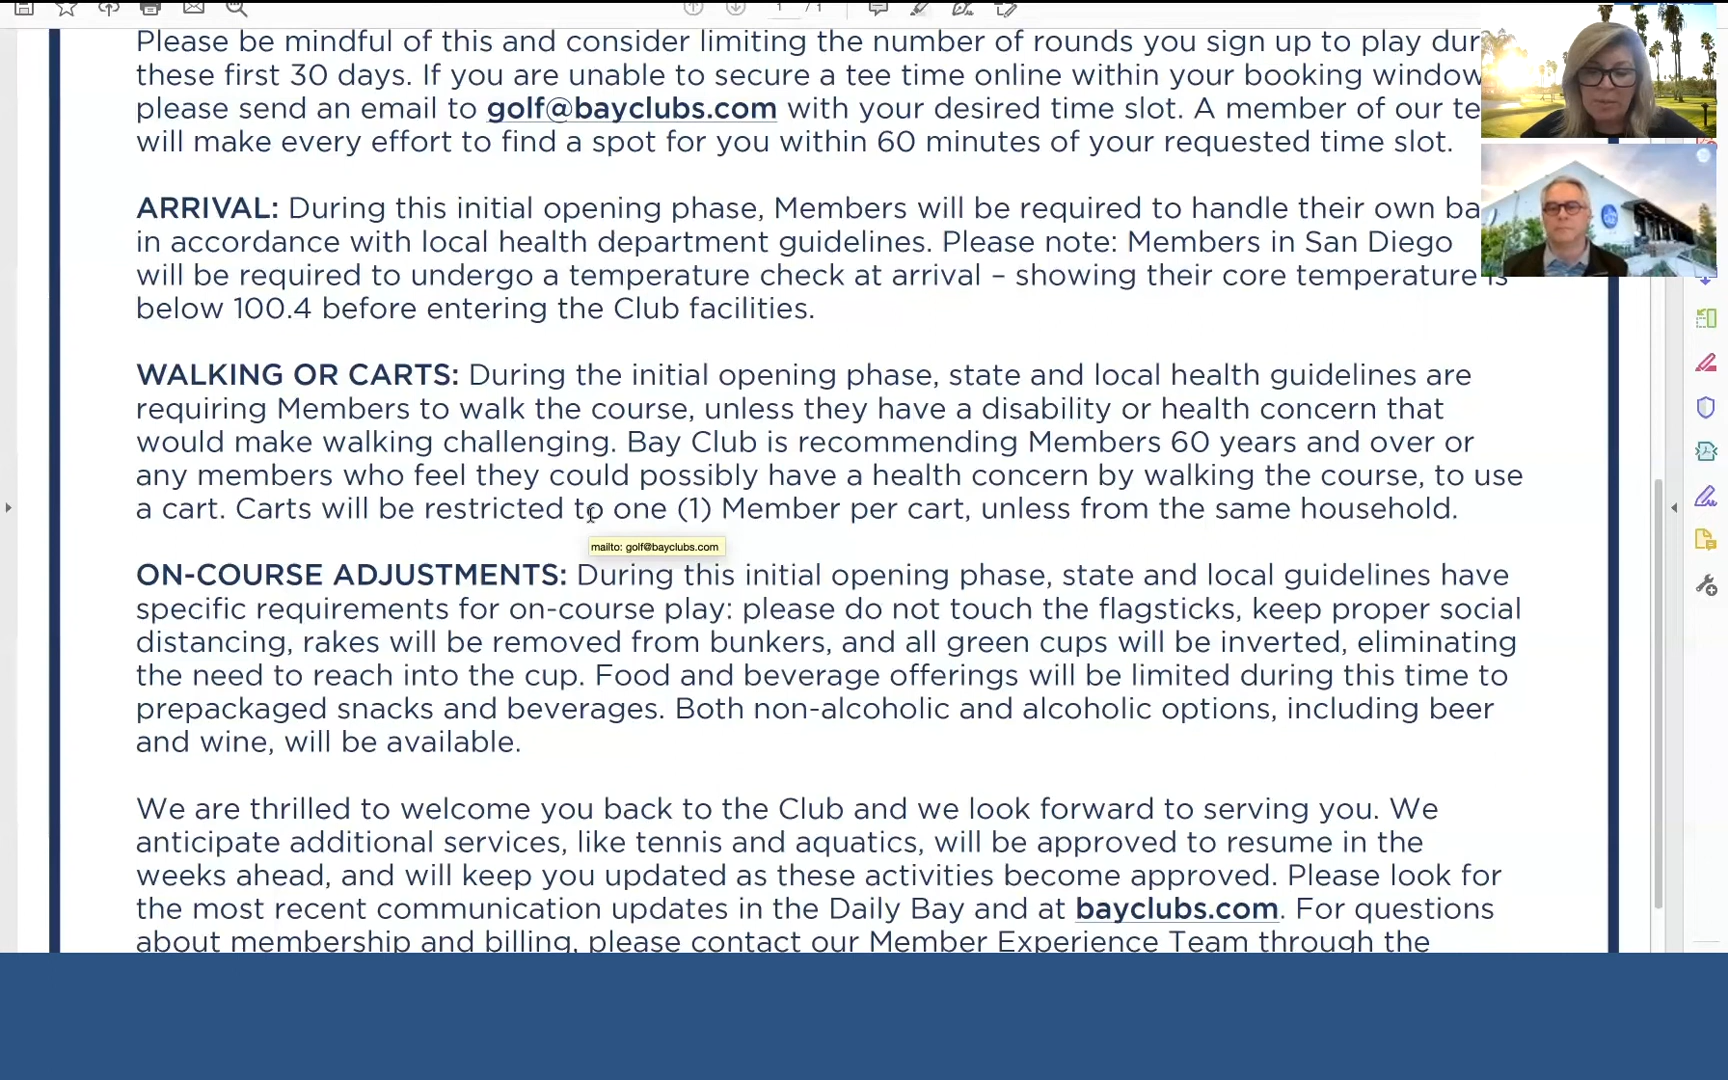 1 / 1
Please be mindful of this and consider limiting the number of rounds you sign up to play
these first 30 days. If you are unable to secure a tee time online within your booking window
please send an email to golf@bayclubs.com with your desired time slot. A member of our
will make every effort to find a spot for you within 60 minutes of your requested time slot.
ARRIVAL: During this initial opening phase, Members will be required to handle their own
in accordance with local health department guidelines. Please note: Members in San Diego
will be required to undergo a temperature check at arrival – showing their core temperature is
below 100.4 before entering the Club facilities.
WALKING OR CARTS: During the initial opening phase, state and local health guidelines are
requiring Members to walk the course, unless they have a disability or health concern that
would make walking challenging. Bay Club is recommending Members 60 years and over or
any members who feel they could possibly have a health concern by walking the course, to use
a cart. Carts will be restricted to one (1) Member per cart, unless from the same household.
mailto: golf@bayclubs.com
ON-COURSE ADJUSTMENTS: During this initial opening phase, state and local guidelines have
specific requirements for on-course play: please do not touch the flagsticks, keep proper social
distancing, rakes will be removed from bunkers, and all green cups will be inverted, eliminating
the need to reach into the cup. Food and beverage offerings will be limited during this time to
prepackaged snacks and beverages. Both non-alcoholic and alcoholic options, including beer
and wine, will be available.
We are thrilled to welcome you back to the Club and we look forward to serving you. We
anticipate additional services, like tennis and aquatics, will be approved to resume in the
weeks ahead, and will keep you updated as these activities become approved. Please look for
the most recent communication updates in the Daily Bay and at bayclubs.com. For questions
about membership and billing, please contact our Member Experience Team through the